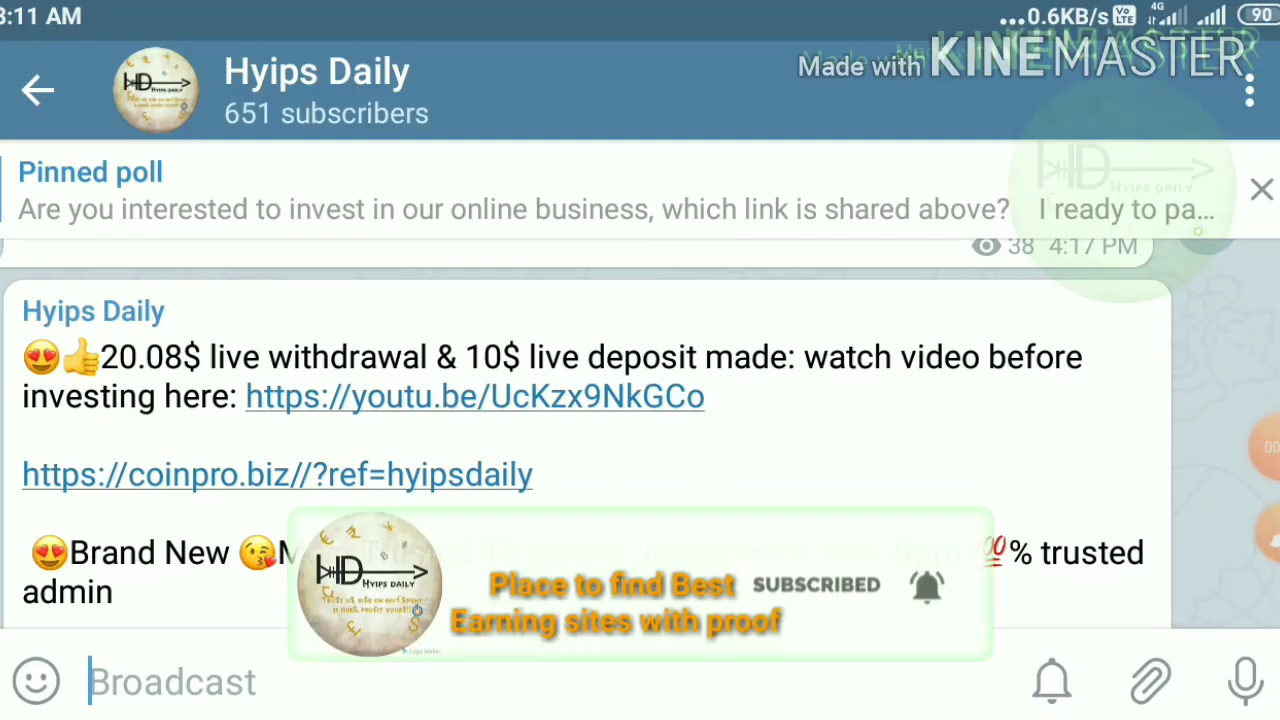 3:11 AM
...0.6KB/s VoLTE 4G 90
Hyips Daily
651 subscribers
Made with KINEMASTER
Pinned poll
Are you interested to invest in our online business, which link is shared above? I ready to pa...
38 4:17 PM
Hyips Daily
😍👍20.08$ live withdrawal & 10$ live deposit made: watch video before
investing here: https://youtu.be/UcKzx9NkGCo
https://coinpro.biz//?ref=hyipsdaily
😍Brand New 😘 💯% trusted
admin
HD HYIPS DAILY
Place to find Best
Earning sites with proof
SUBSCRIBED
Broadcast